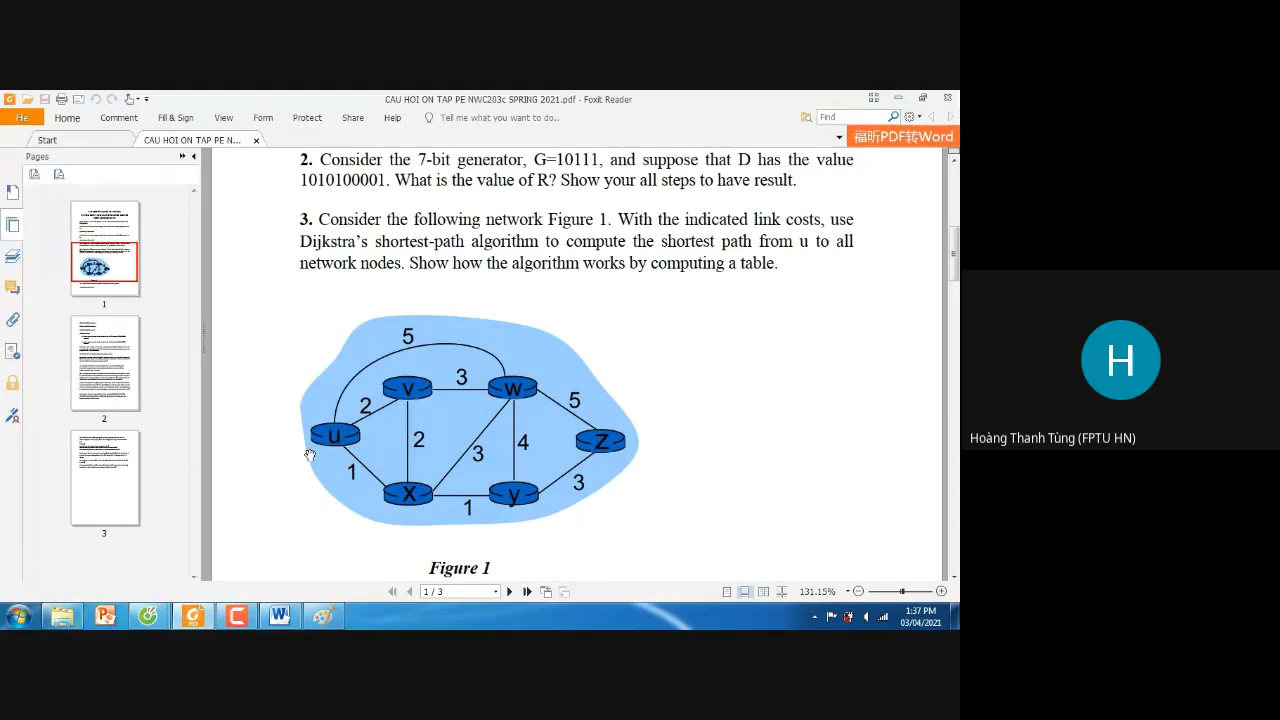 CAU HOI ON TAP PE NWC203c SPRING 2021.pdf - Foxit Reader
File Home Comment Fill & Sign View Form Protect Share Help Tell me what you want to do.. Find
福昕PDF转Word
Start CAU HOI ON TAP PE N...
Pages
2. Consider the 7-bit generator, G=10111, and suppose that D has the value
1010100001. What is the value of R? Show your all steps to have result.
3. Consider the following network Figure 1. With the indicated link costs, use
Dijkstra's shortest-path algorithm to compute the shortest path from u to all
network nodes. Show how the algorithm works by computing a table.
1
2
3
5
v 3 w
2 5
u 2 3 4 z
1 3
x 1 y
Figure 1
1 / 3
131.15%
1:37 PM
03/04/2021
H
Hoàng Thanh Tùng (FPTU HN)